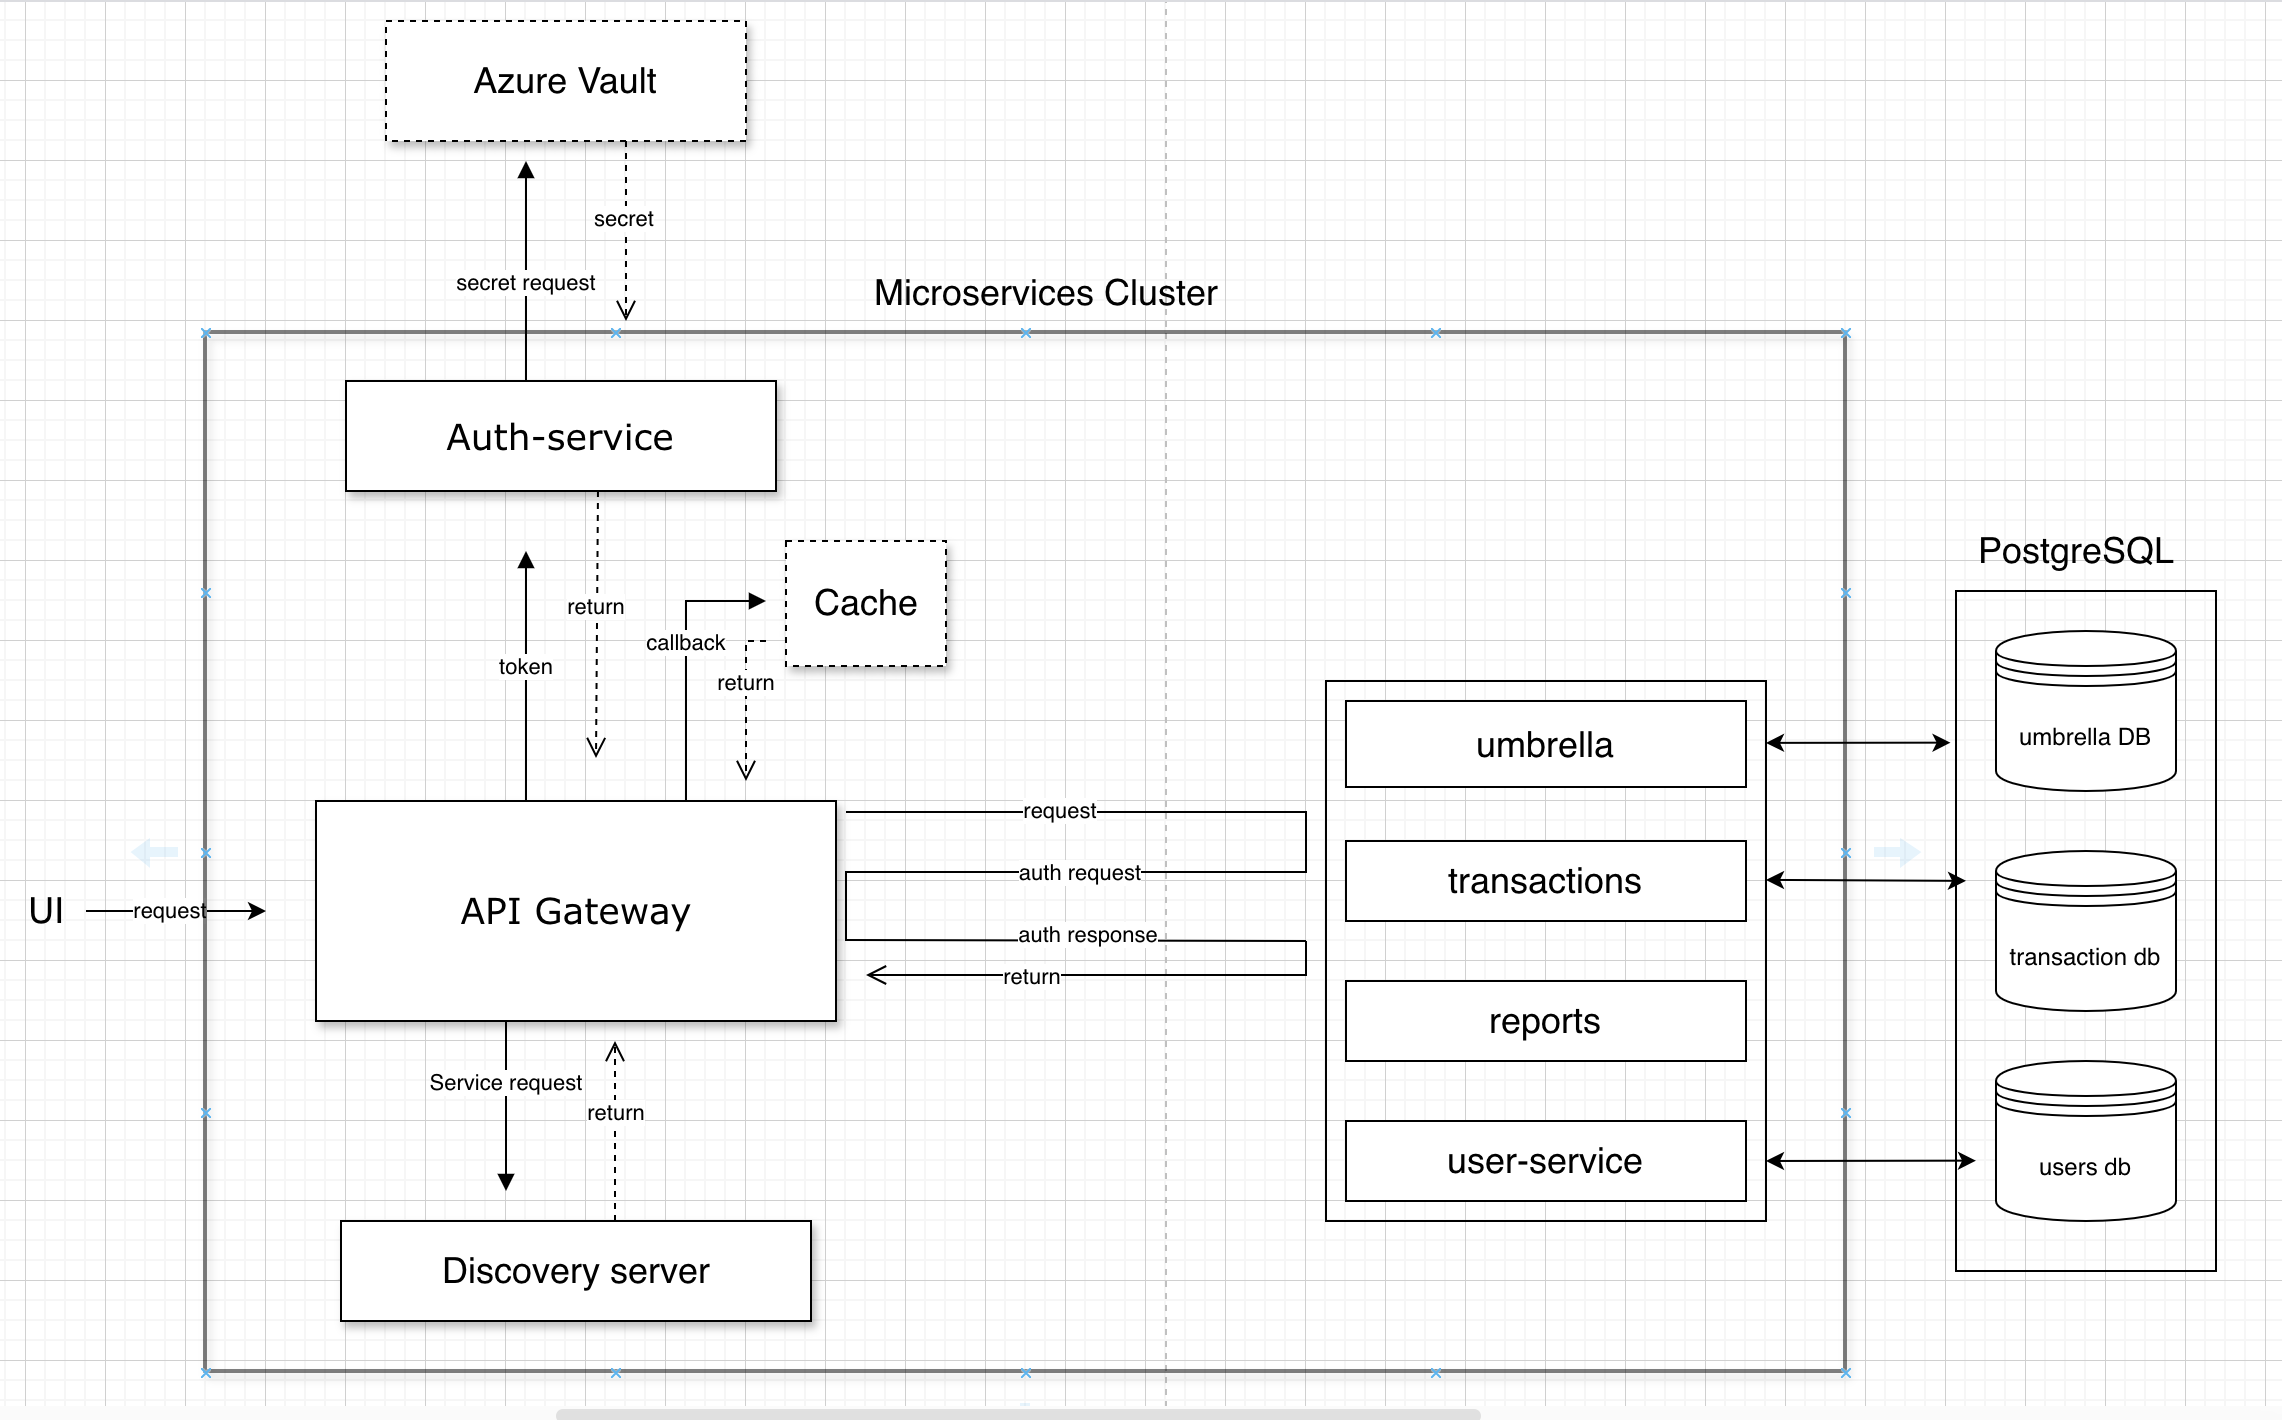 Azure Vault
secret
secret request
Microservices Cluster
Auth-service
PostgreSQL
Cache
return
callback
token
return
umbrella
umbrella DB
request
auth request
transactions
UI
request
API Gateway
auth response
transaction db
return
reports
Service request
return
user-service
users db
Discovery server